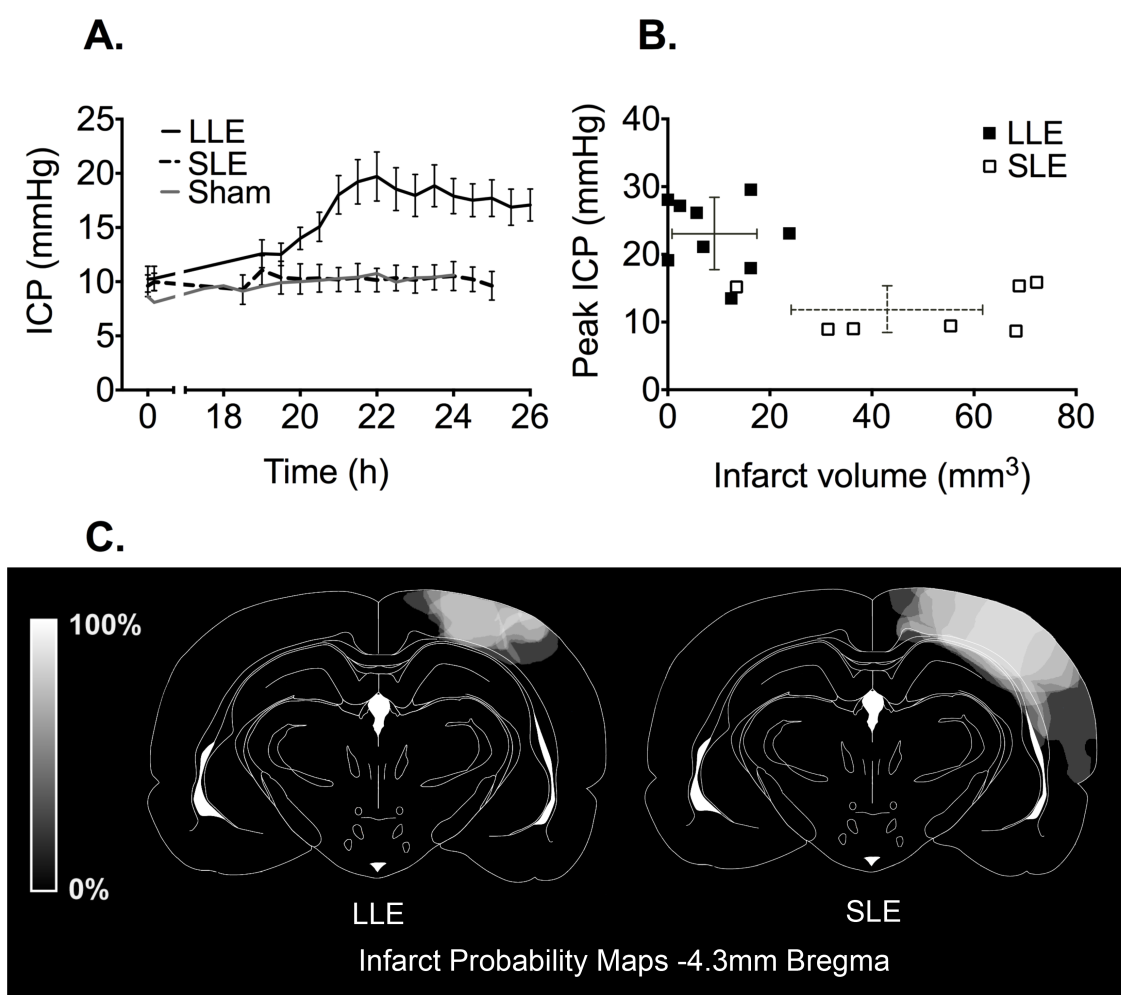 A.
25
20
15
10
5
0
ICP (mmHg)
LLE
SLE
Sham
0 18 20 22 24 26
Time (h)
B.
40
30
20
10
0
Peak ICP (mmHg)
LLE
SLE
0 20 40 60 80
Infarct volume (mm³)
C.
100%
0%
LLE
SLE
Infarct Probability Maps -4.3mm Bregma